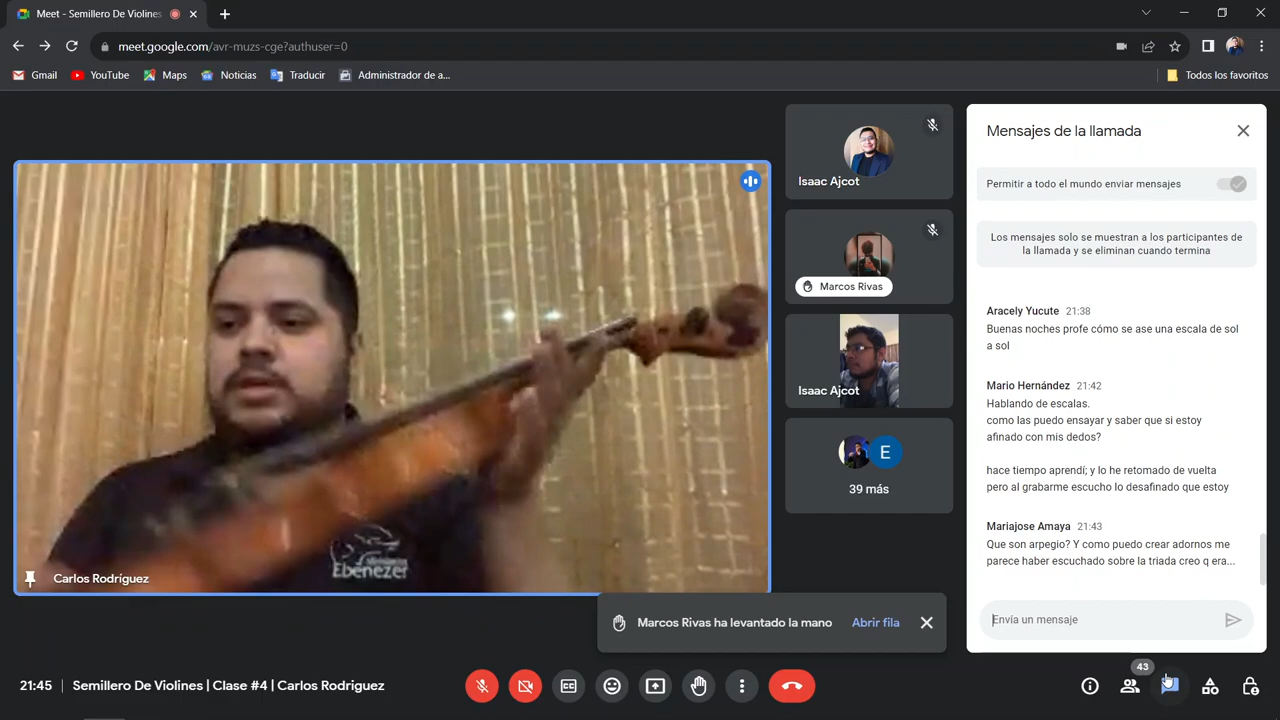 Meet - Semillero De Violines
meet.google.com/avr-muzs-cge?authuser=0
Gmail YouTube Maps Noticias Traducir Administrador de a... Todos los favoritos
Isaac Ajcot
Marcos Rivas
Isaac Ajcot
E
39 más
Ebenezer
Carlos Rodríguez
Mensajes de la llamada
Permitir a todo el mundo enviar mensajes
Los mensajes solo se muestran a los participantes de
la llamada y se eliminan cuando termina
Aracely Yucute 21:38
Buenas noches profe cómo se ase una escala de sol
a sol
Mario Hernández 21:42
Hablando de escalas.
como las puedo ensayar y saber que si estoy
afinado con mis dedos?
hace tiempo aprendí; y lo he retomado de vuelta
pero al grabarme escucho lo desafinado que estoy
Mariajose Amaya 21:43
Que son arpegio? Y como puedo crear adornos me
parece haber escuchado sobre la triada creo q era...
Envía un mensaje
Marcos Rivas ha levantado la mano Abrir fila
43
21:45 | Semillero De Violines | Clase #4 | Carlos Rodriguez